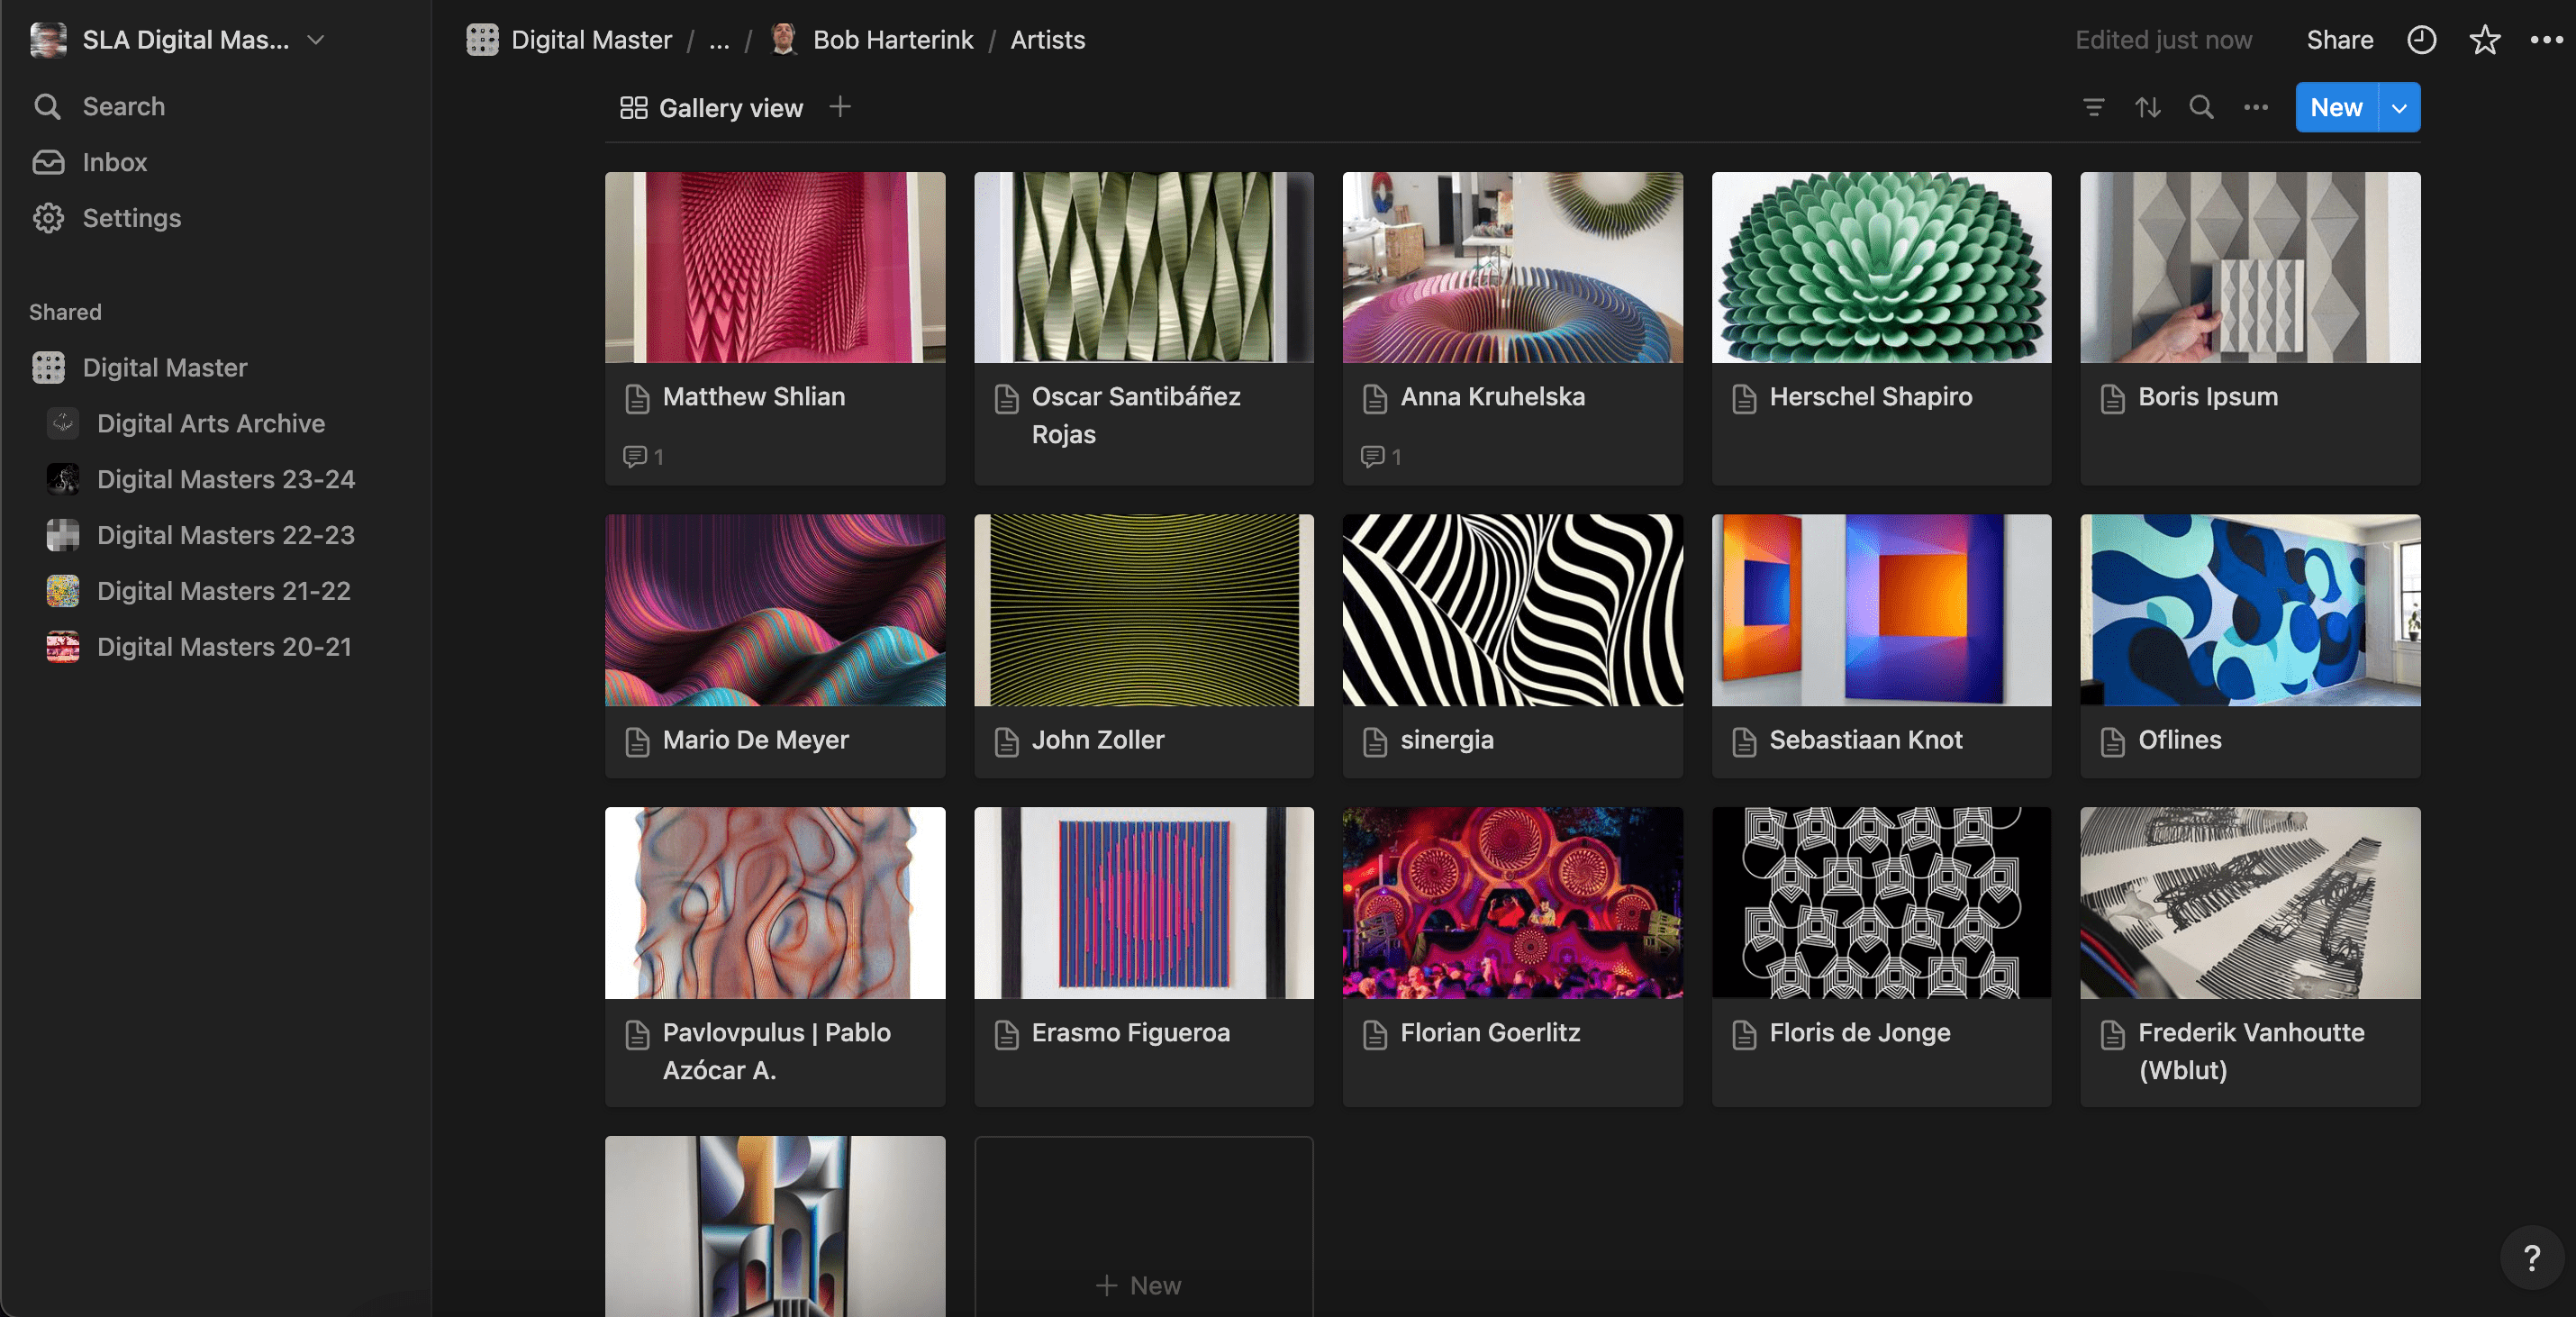 SLA Digital Mas...
Search
Inbox
Settings
Shared
Digital Master
Digital Arts Archive
Digital Masters 23-24
Digital Masters 22-23
Digital Masters 21-22
Digital Masters 20-21
Digital Master / ... / Bob Harterink / Artists
Edited just now
Share
Gallery view
New
Matthew Shlian
1
Oscar Santibáñez
Rojas
Anna Kruhelska
1
Herschel Shapiro
Boris Ipsum
Mario De Meyer
John Zoller
sinergia
Sebastiaan Knot
Oflines
Pavlovpulus | Pablo
Azócar A.
Erasmo Figueroa
Florian Goerlitz
Floris de Jonge
Frederik Vanhoutte
(Wblut)
+ New
?